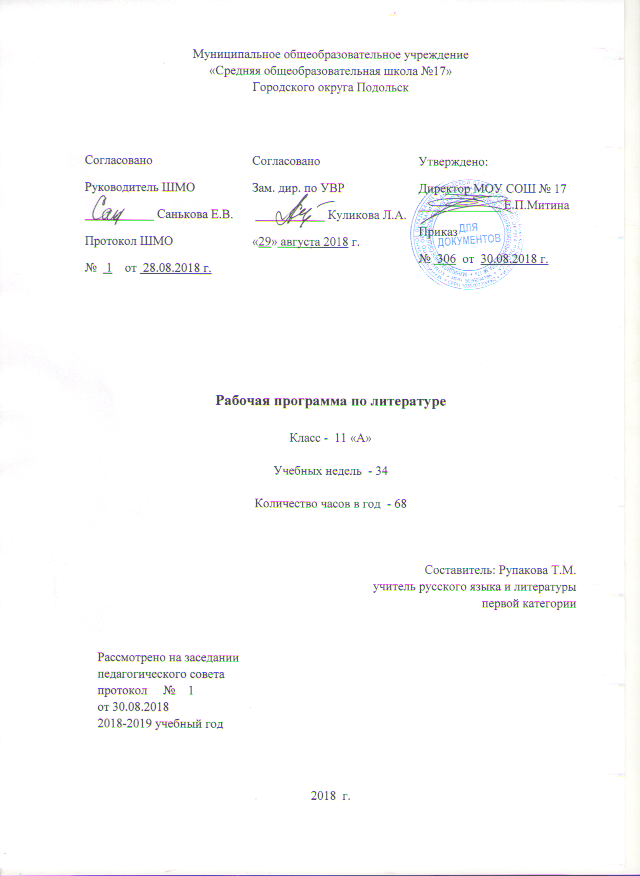 Муниципальное общеобразовательное учреждение
«Средняя общеобразовательная школа №17»
Городского округа Подольск
Согласовано
Руководитель ШМО
Санькова Е.В.
Протокол ШМО
№ 1 от 28.08.2018 г.
Согласовано
Зам. дир. по УВР
Куликова Л.А.
«29» августа 2018 г.
Утверждено:
Директор МОУ СОШ № 17
Е.П.Митина
Приказ
№ 306 от 30.08.2018 г.
ДЛЯ
ДОКУМЕНТОВ
Рабочая программа по литературе
Класс - 11 «А»
Учебных недель - 34
Количество часов в год - 68
Составитель: Рупакова Т.М.
учитель русского языка и литературы
первой категории
Рассмотрено на заседании
педагогического совета
протокол № 1
от 30.08.2018
2018-2019 учебный год
2018 г.